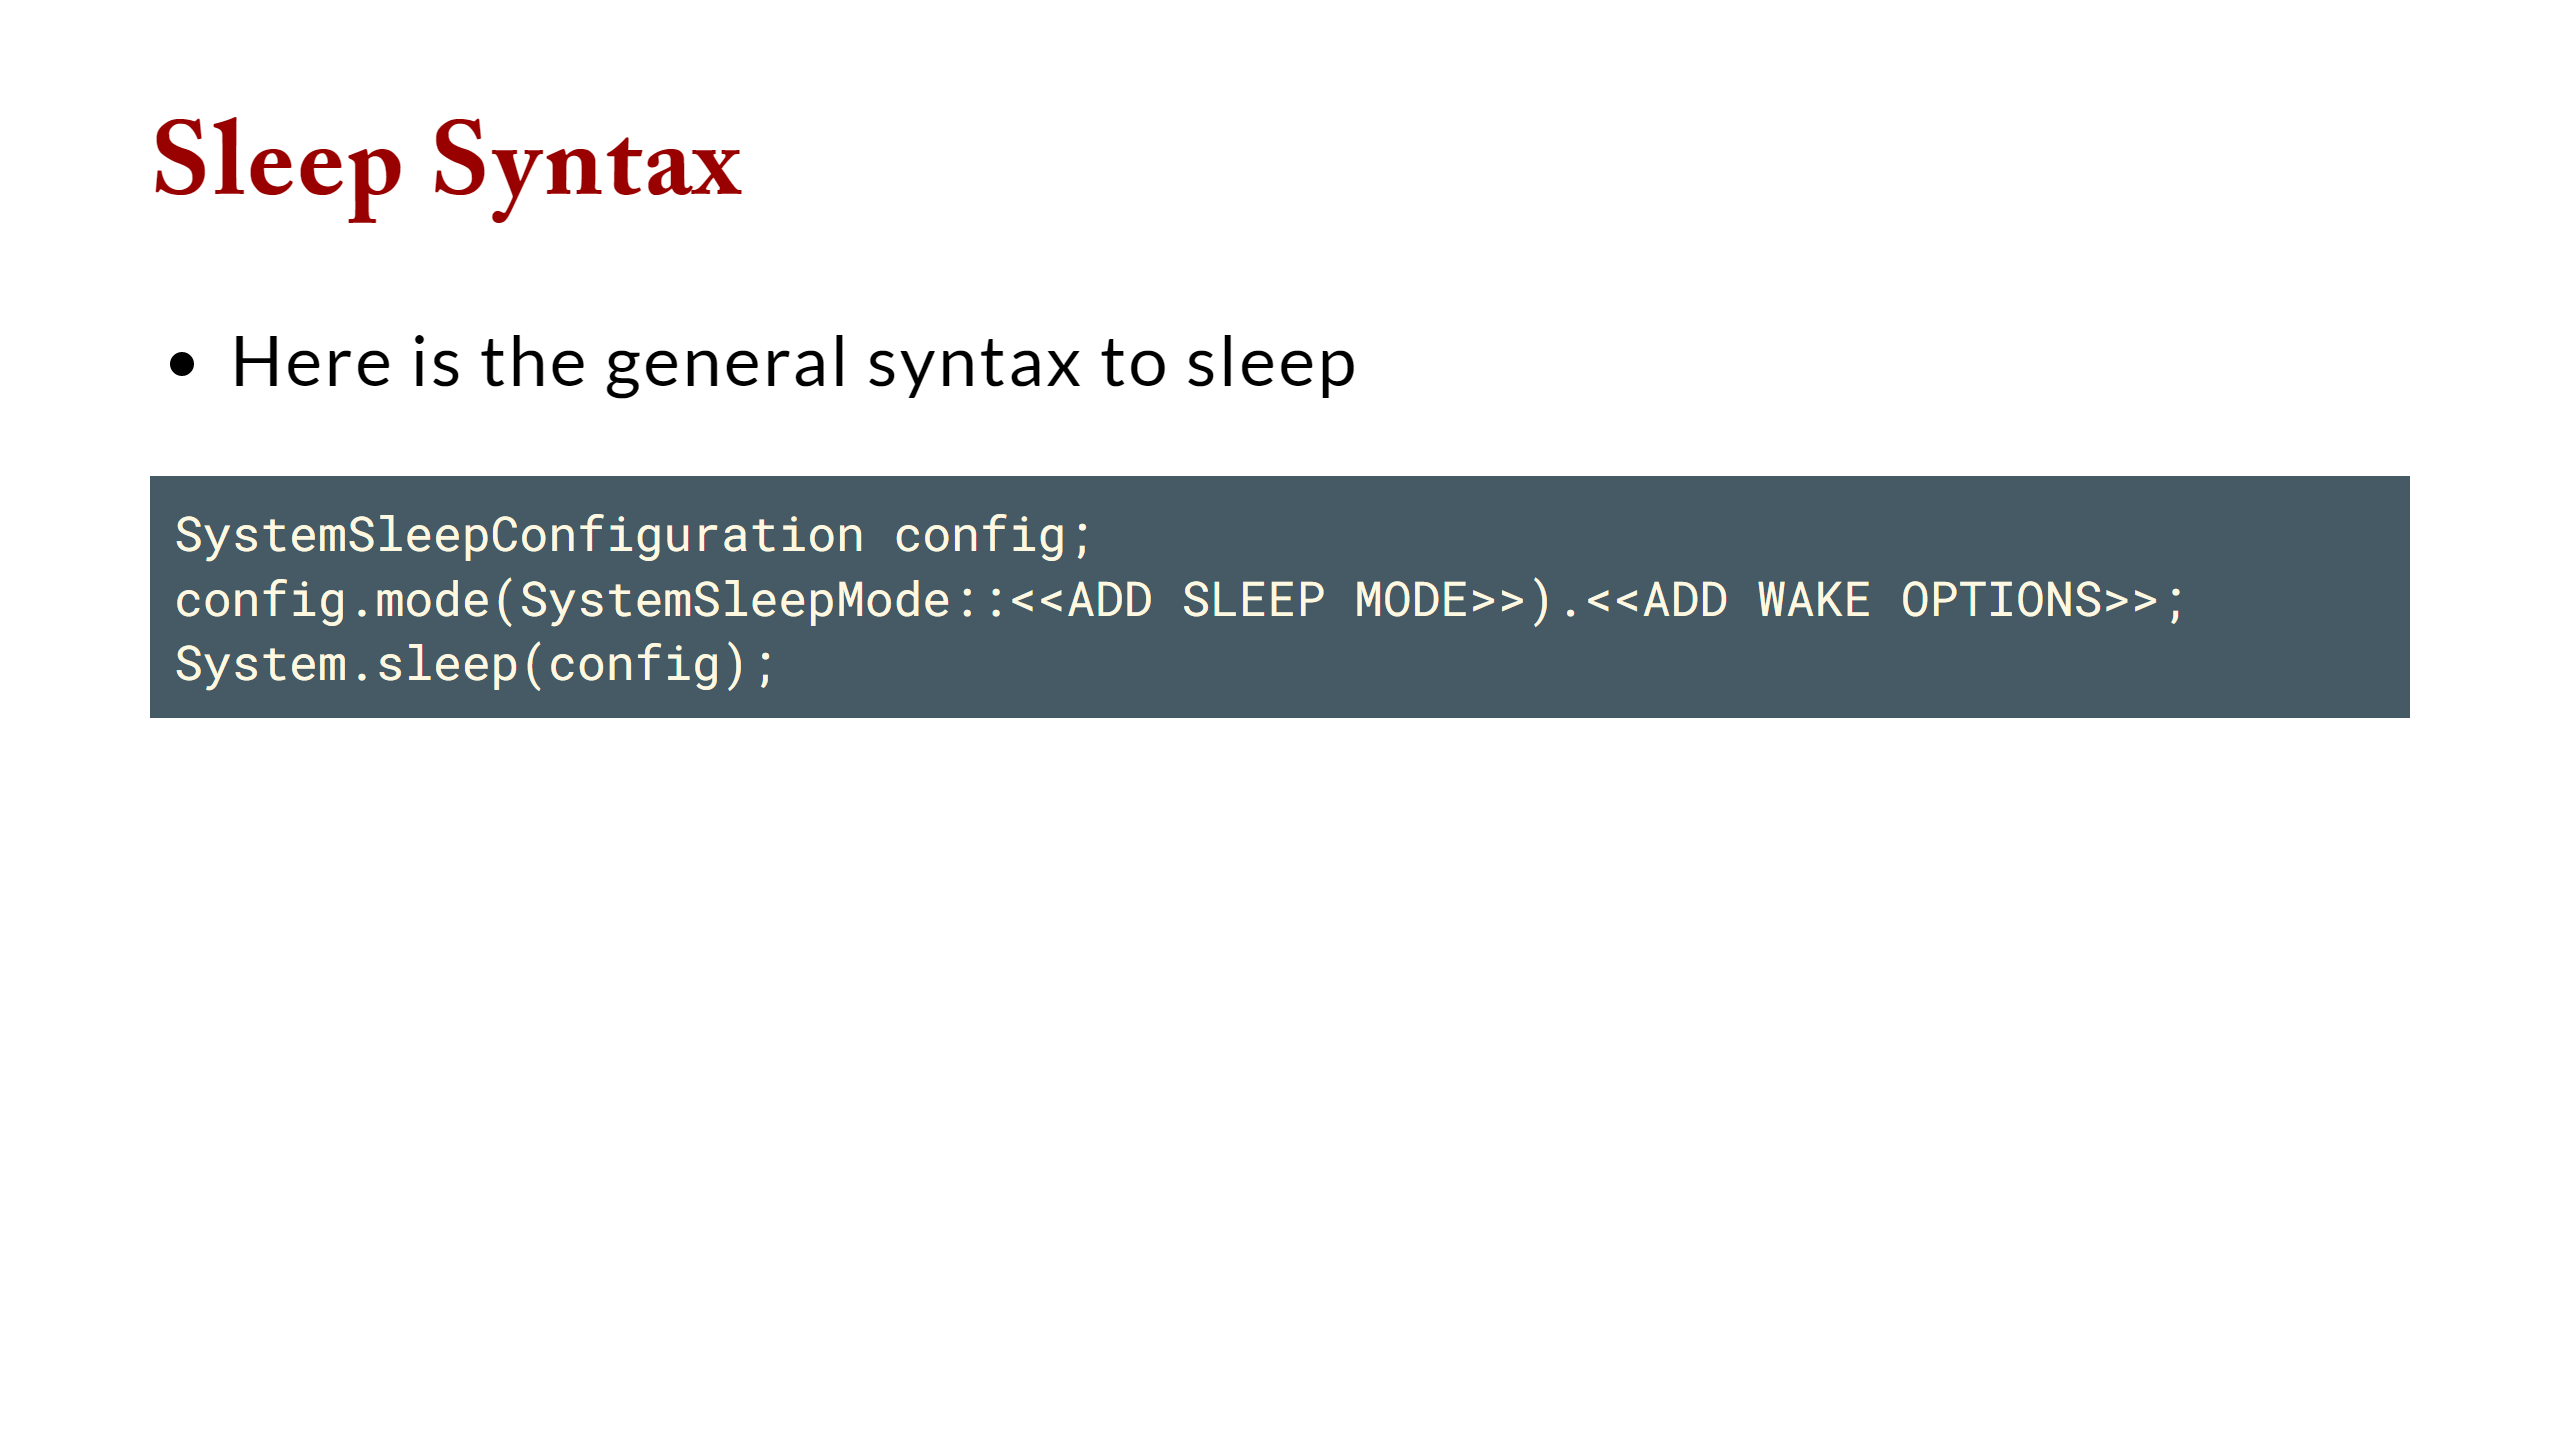 Sleep Syntax
• Here is the general syntax to sleep
SystemSleepConfiguration config;
config.mode(SystemSleepMode::<<ADD SLEEP MODE>>).<<ADD WAKE OPTIONS>>;
System.sleep(config);